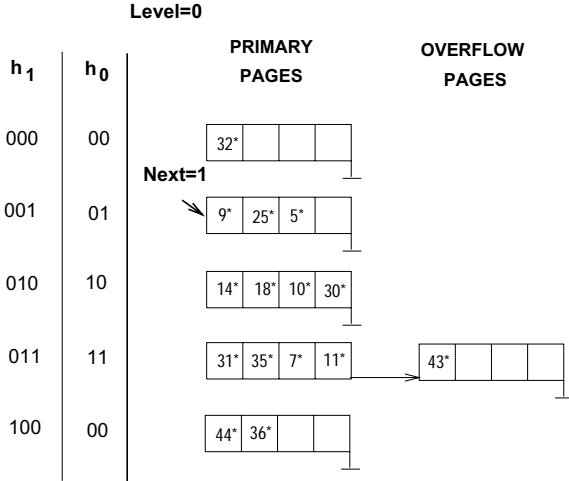 Level=0
PRIMARY PAGES
OVERFLOW PAGES
h1 h0
000 00 32*
Next=1
001 01 9* 25* 5*
010 10 14* 18* 10* 30*
011 11 31* 35* 7* 11* 43*
100 00 44* 36*